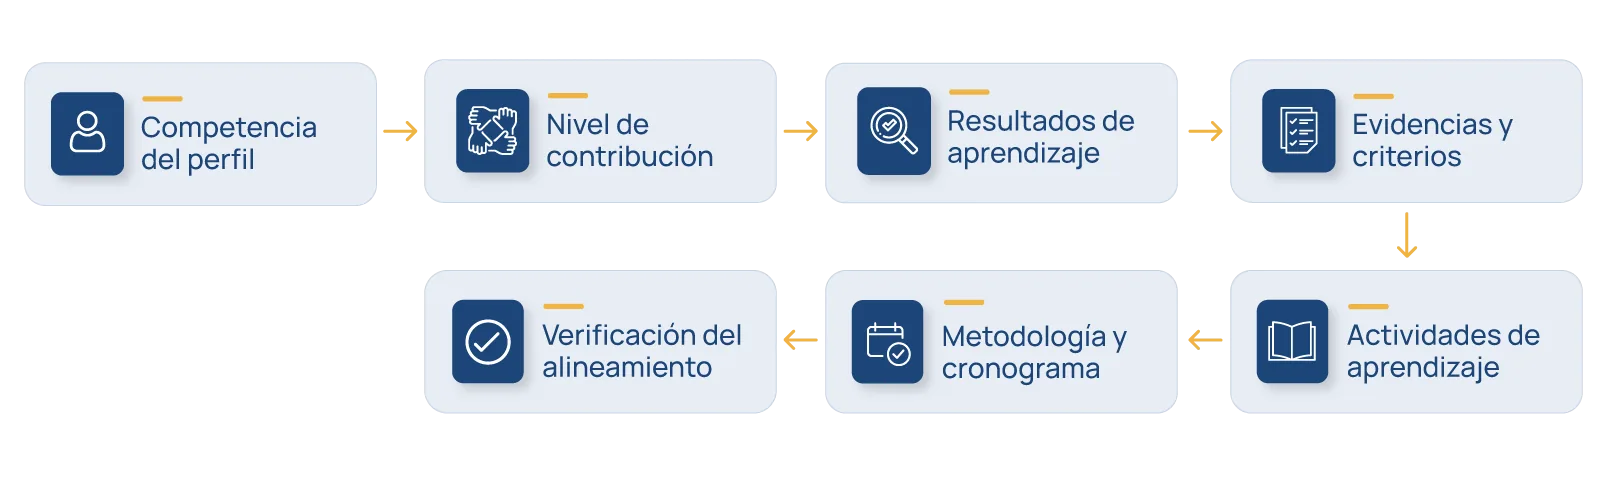 Competencia
del perfil
Nivel de
contribución
Resultados de
aprendizaje
Evidencias y
criterios
Actividades de
aprendizaje
Metodología y
cronograma
Verificación del
alineamiento